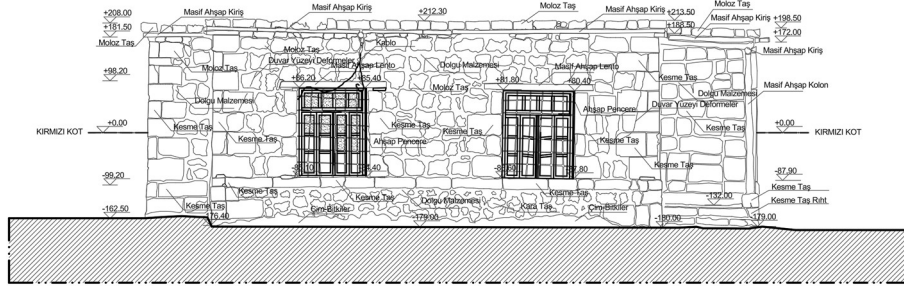 Moloz Taş
Moloz Taş
Masif Ahşap Kiriş
+208.00
Masif Ahşap Kiriş
+212.30
Masif Ahşap Kiriş
+213.50
Masif Ahşap Kiriş
+198.50
+181.50
+188.50
+172.00
Moloz Taş
Moloz Taş
Kablo
Moloz Taş
Masif Ahşap Kiriş
Duvar Yüzeyi Deformeler
Masif Ahşap Lento
Dolgu Malzemesi
Masif Ahşap Lento
Moloz Taş
+98.20
+86.20
+85.40
+81.80
+80.40
Kesme Taş
Moloz Taş
Masif Ahşap Kolon
Dolgu Malzemesi
Dolgu Malzemesi
Ahşap Pencere
Duvar Yüzeyi Deformeler
+0.00
Kesme Taş
Kesme Taş
Kesme Taş
+0.00
KIRMIZI KOT
Kesme Taş
Kesme Taş
KIRMIZI KOT
Kesme Taş
Ahşap Pencere
Kesme Taş
-99.20
-87.90
Kesme Taş
Kesme Taş
Kesme Taş
-132.00
Kesme Taş
Kesme Taş
Dolgu Malzemesi
Kesme Taş Rıht
-162.50
Kesme Taş
Çim-Bitkiler
Kara Taş
Çim-Bitkiler
-179.00
-180.00
-179.00